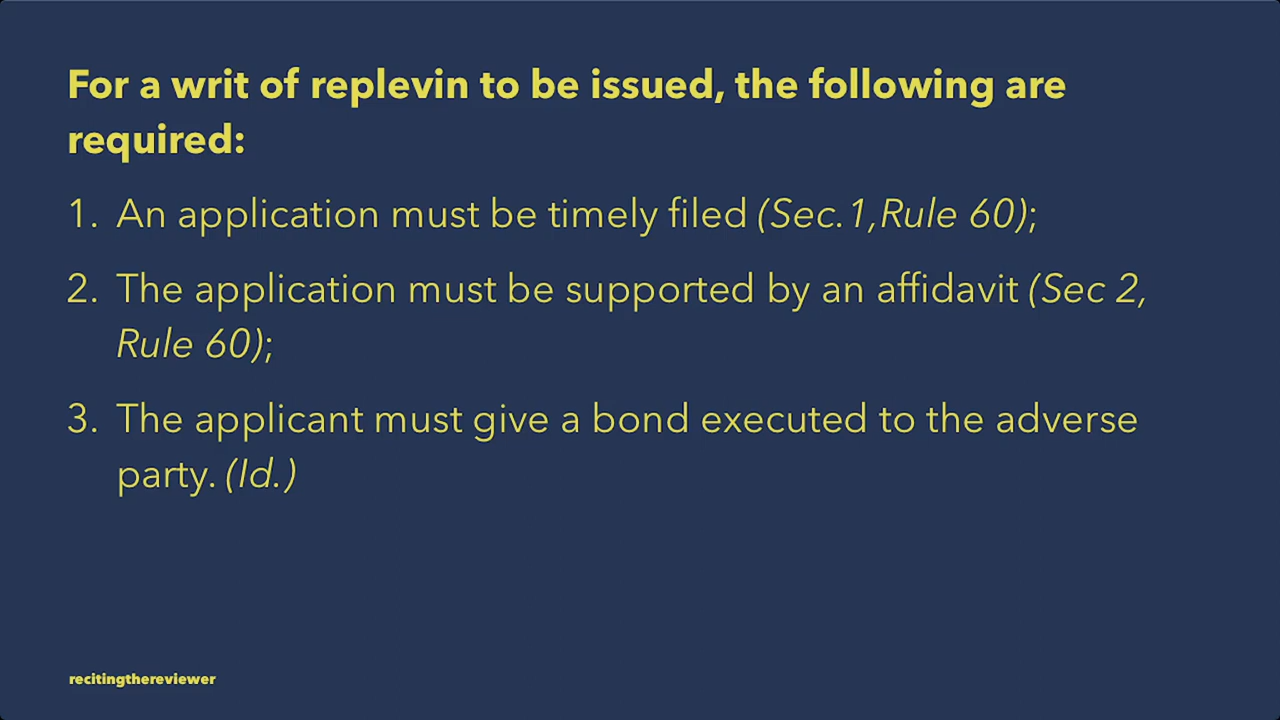 For a writ of replevin to be issued, the following are
required:
1. An application must be timely filed (Sec.1,Rule 60);
2. The application must be supported by an affidavit (Sec 2,
Rule 60);
3. The applicant must give a bond executed to the adverse
party. (Id.)
recitingthereviewer